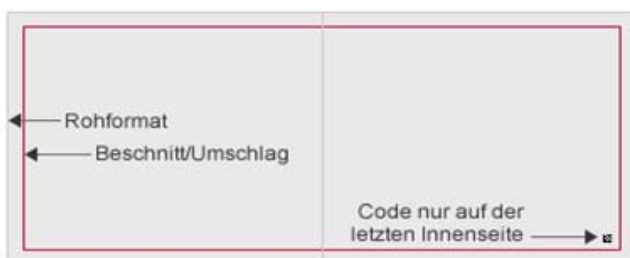 Rohformat
Beschnitt/Umschlag
Code nur auf der
letzten Innenseite